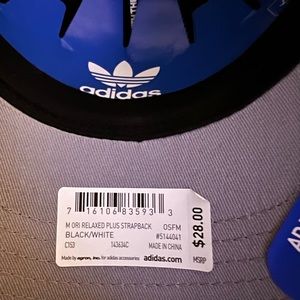 adidas
7 16106 83593 3
M ORI RELAXED PLUS STRAPBACK OSFM
BLACK/WHITE #5144041
C153 143634C MADE IN CHINA
Made by agron, inc. for adidas accessories adidas.com
$28.00
MSRP